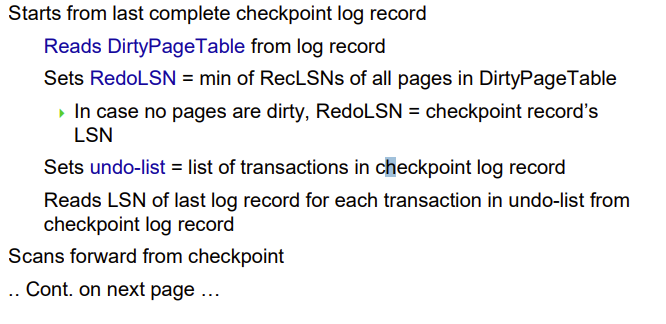 Starts from last complete checkpoint log record
Reads DirtyPageTable from log record
Sets RedoLSN = min of RecLSNs of all pages in DirtyPageTable
In case no pages are dirty, RedoLSN = checkpoint record's
LSN
Sets undo-list = list of transactions in checkpoint log record
Reads LSN of last log record for each transaction in undo-list from
checkpoint log record
Scans forward from checkpoint
.. Cont. on next page …